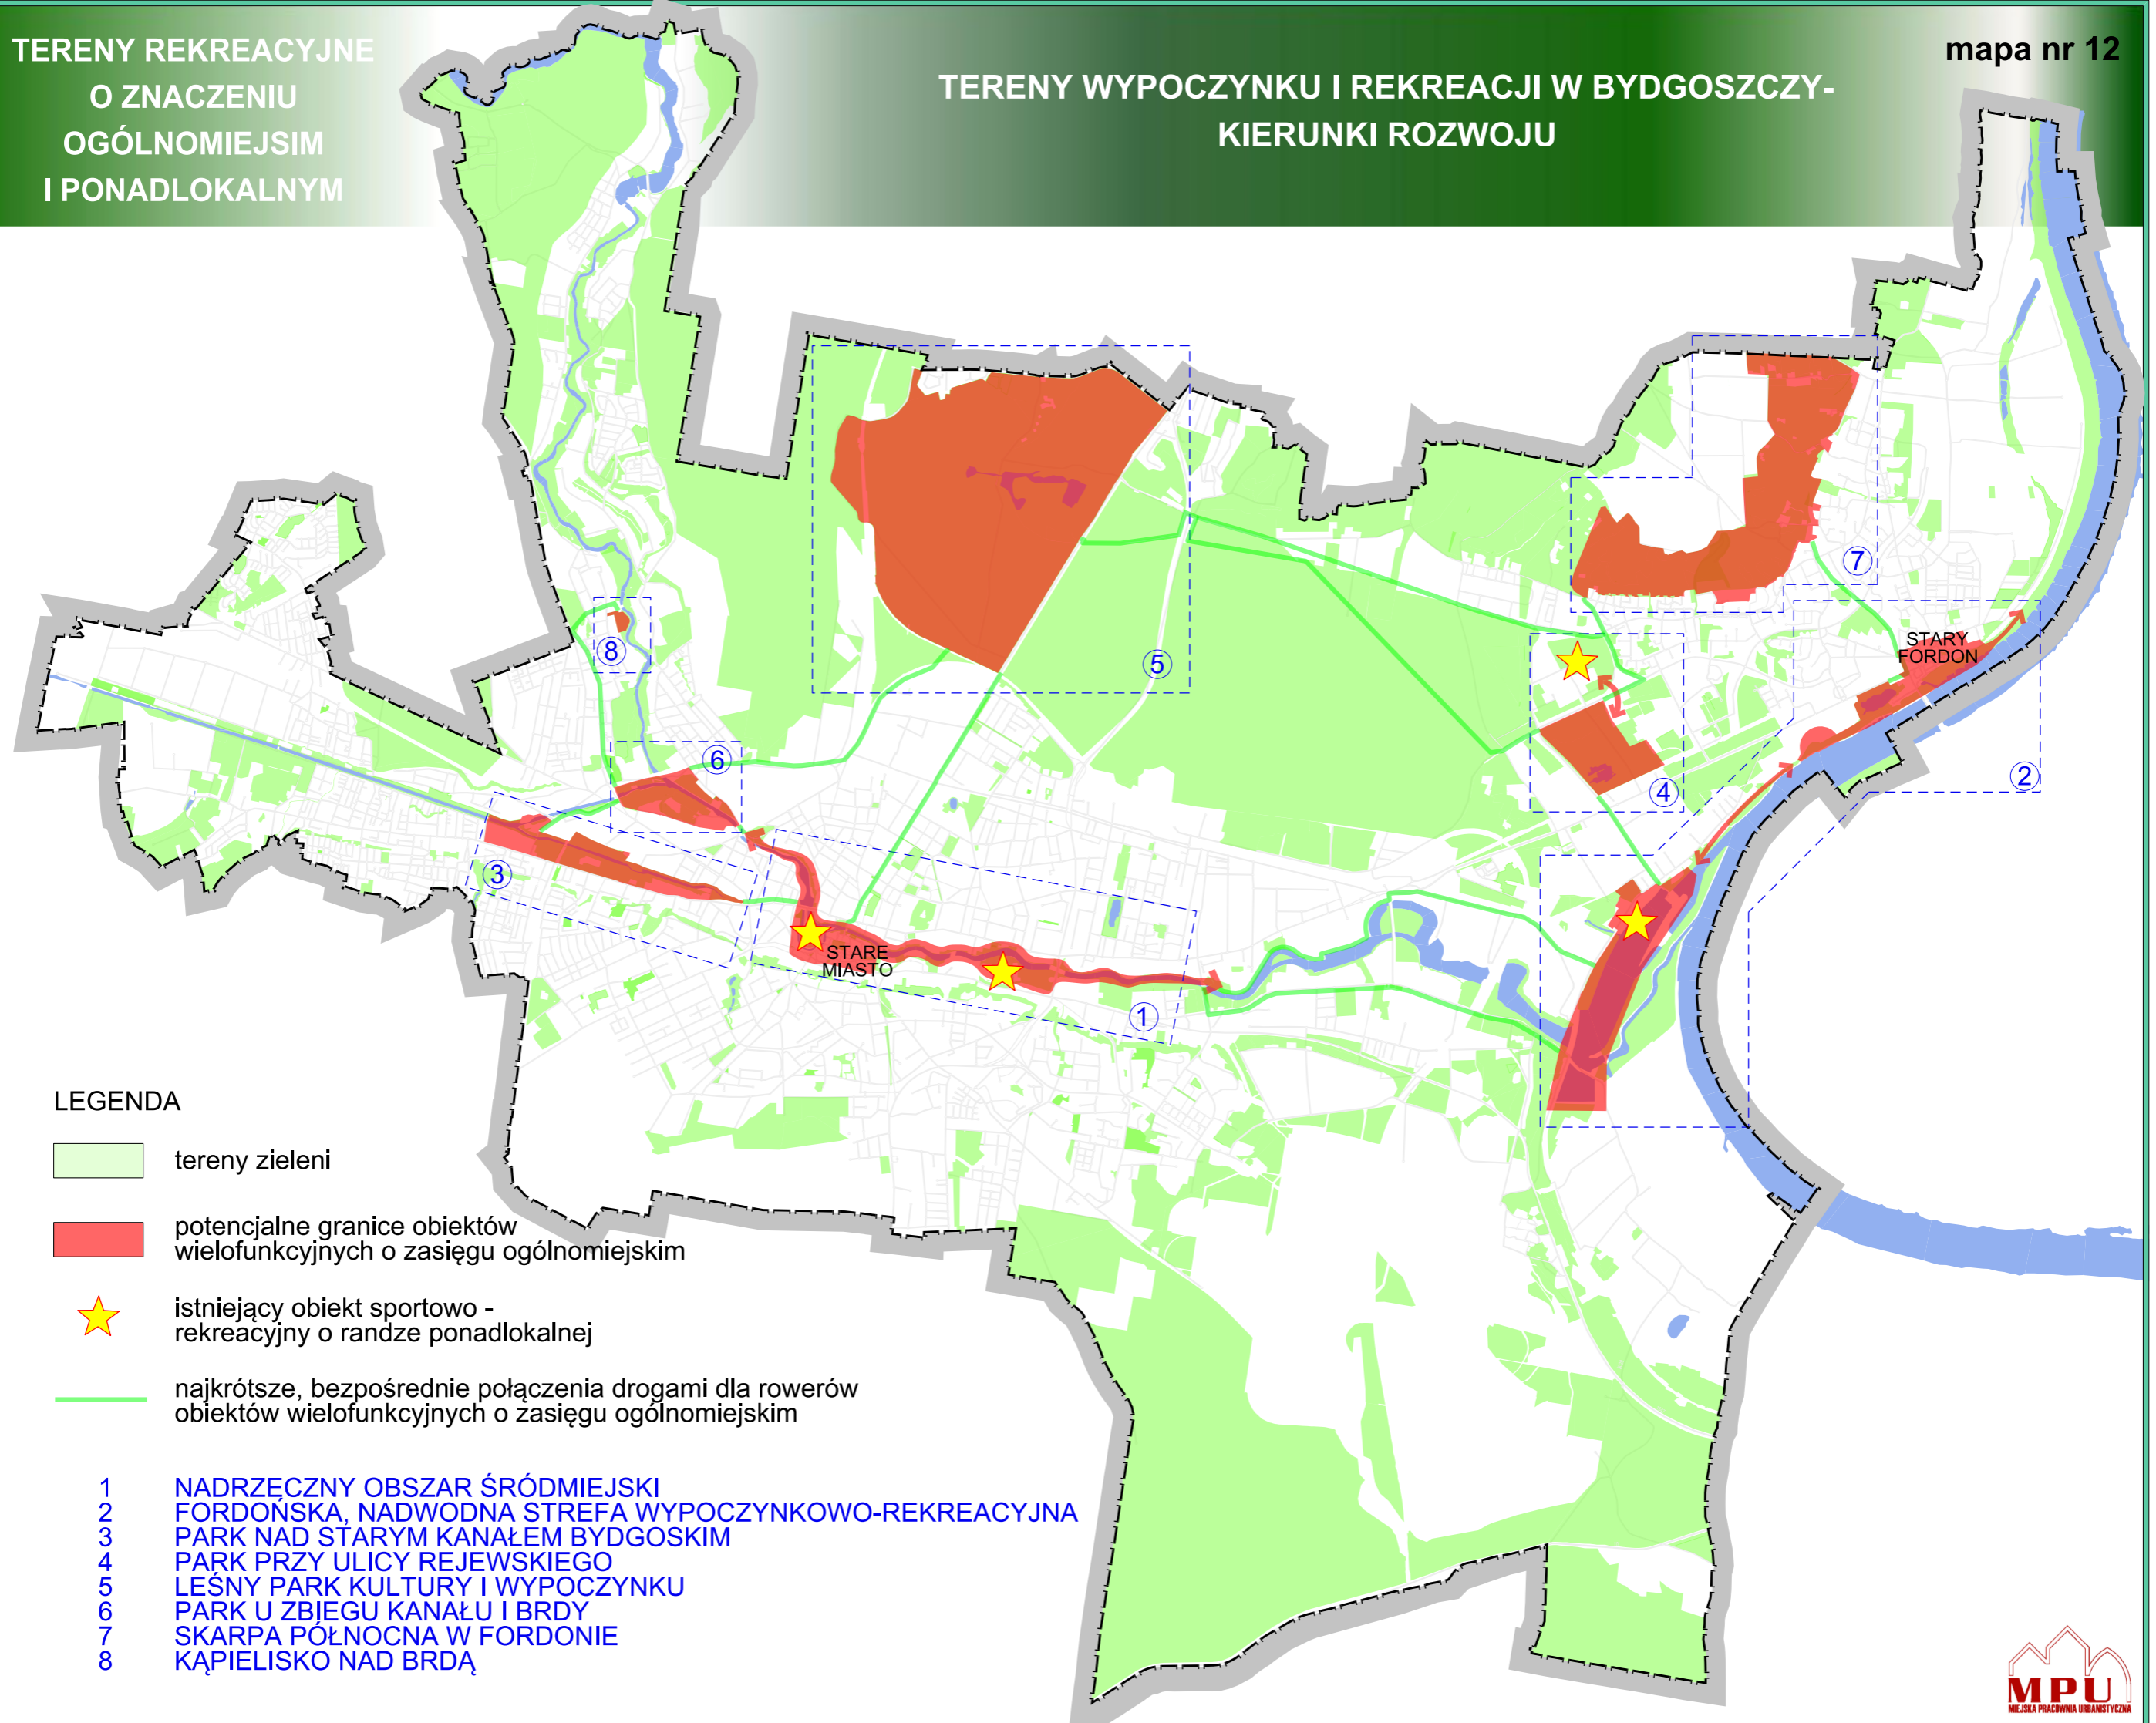 TERENY REKREACYJNE
O ZNACZENIU
OGÓLNOMIEJSIM
I PONADLOKALNYM
TERENY WYPOCZYNKU I REKREACJI W BYDGOSZCZY-
KIERUNKI ROZWOJU
mapa nr 12
7
STARY
FORDON
8
5
6
4
2
3
STARE
MIASTO
1
LEGENDA
tereny zieleni
potencjalne granice obiektów
wielofunkcyjnych o zasięgu ogólnomiejskim
istniejący obiekt sportowo -
rekreacyjny o randze ponadlokalnej
najkrótsze, bezpośrednie połączenia drogami dla rowerów
obiektów wielofunkcyjnych o zasięgu ogólnomiejskim
1 NADRZĘCZNY OBSZAR ŚRÓDMIEJSKI
2 FORDOŃSKA, NADWODNA STREFA WYPOCZYNKOWO-REKREACYJNA
3 PARK NAD STARYM KANAŁEM BYDGOSKIM
4 PARK PRZY ULICY REJEWSKIEGO
5 LEŚNY PARK KULTURY I WYPOCZYNKU
6 PARK U ZBIEGU KANAŁU I BRDY
7 SKARPA PÓŁNOCNA W FORDONIE
8 KĄPIELISKO NAD BRDĄ
MPU
MIEJSKA PRACOWNIA URBANISTYCZNA